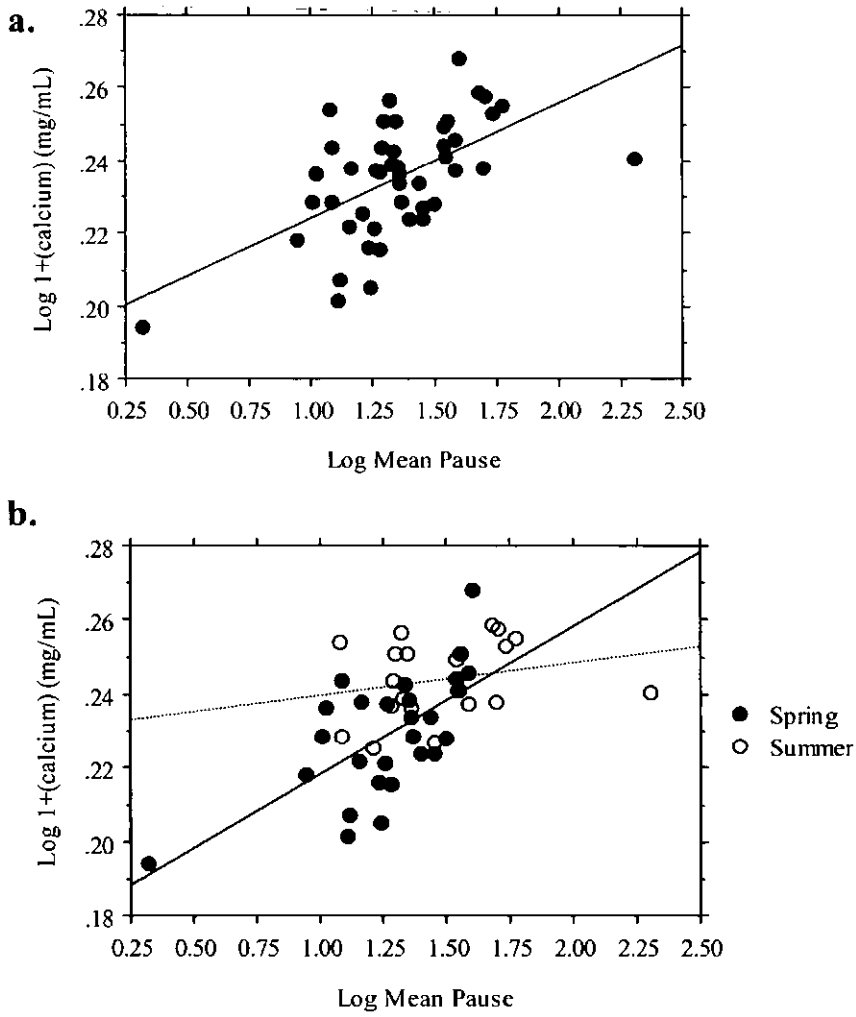 a.
Log 1+(calcium) (mg/mL)
.28
.26
.24
.22
.20
.18
0.25 0.50 0.75 1.00 1.25 1.50 1.75 2.00 2.25 2.50
Log Mean Pause
b.
Log 1+(calcium) (mg/mL)
.28
.26
.24
.22
.20
.18
0.25 0.50 0.75 1.00 1.25 1.50 1.75 2.00 2.25 2.50
Log Mean Pause
Spring
Summer